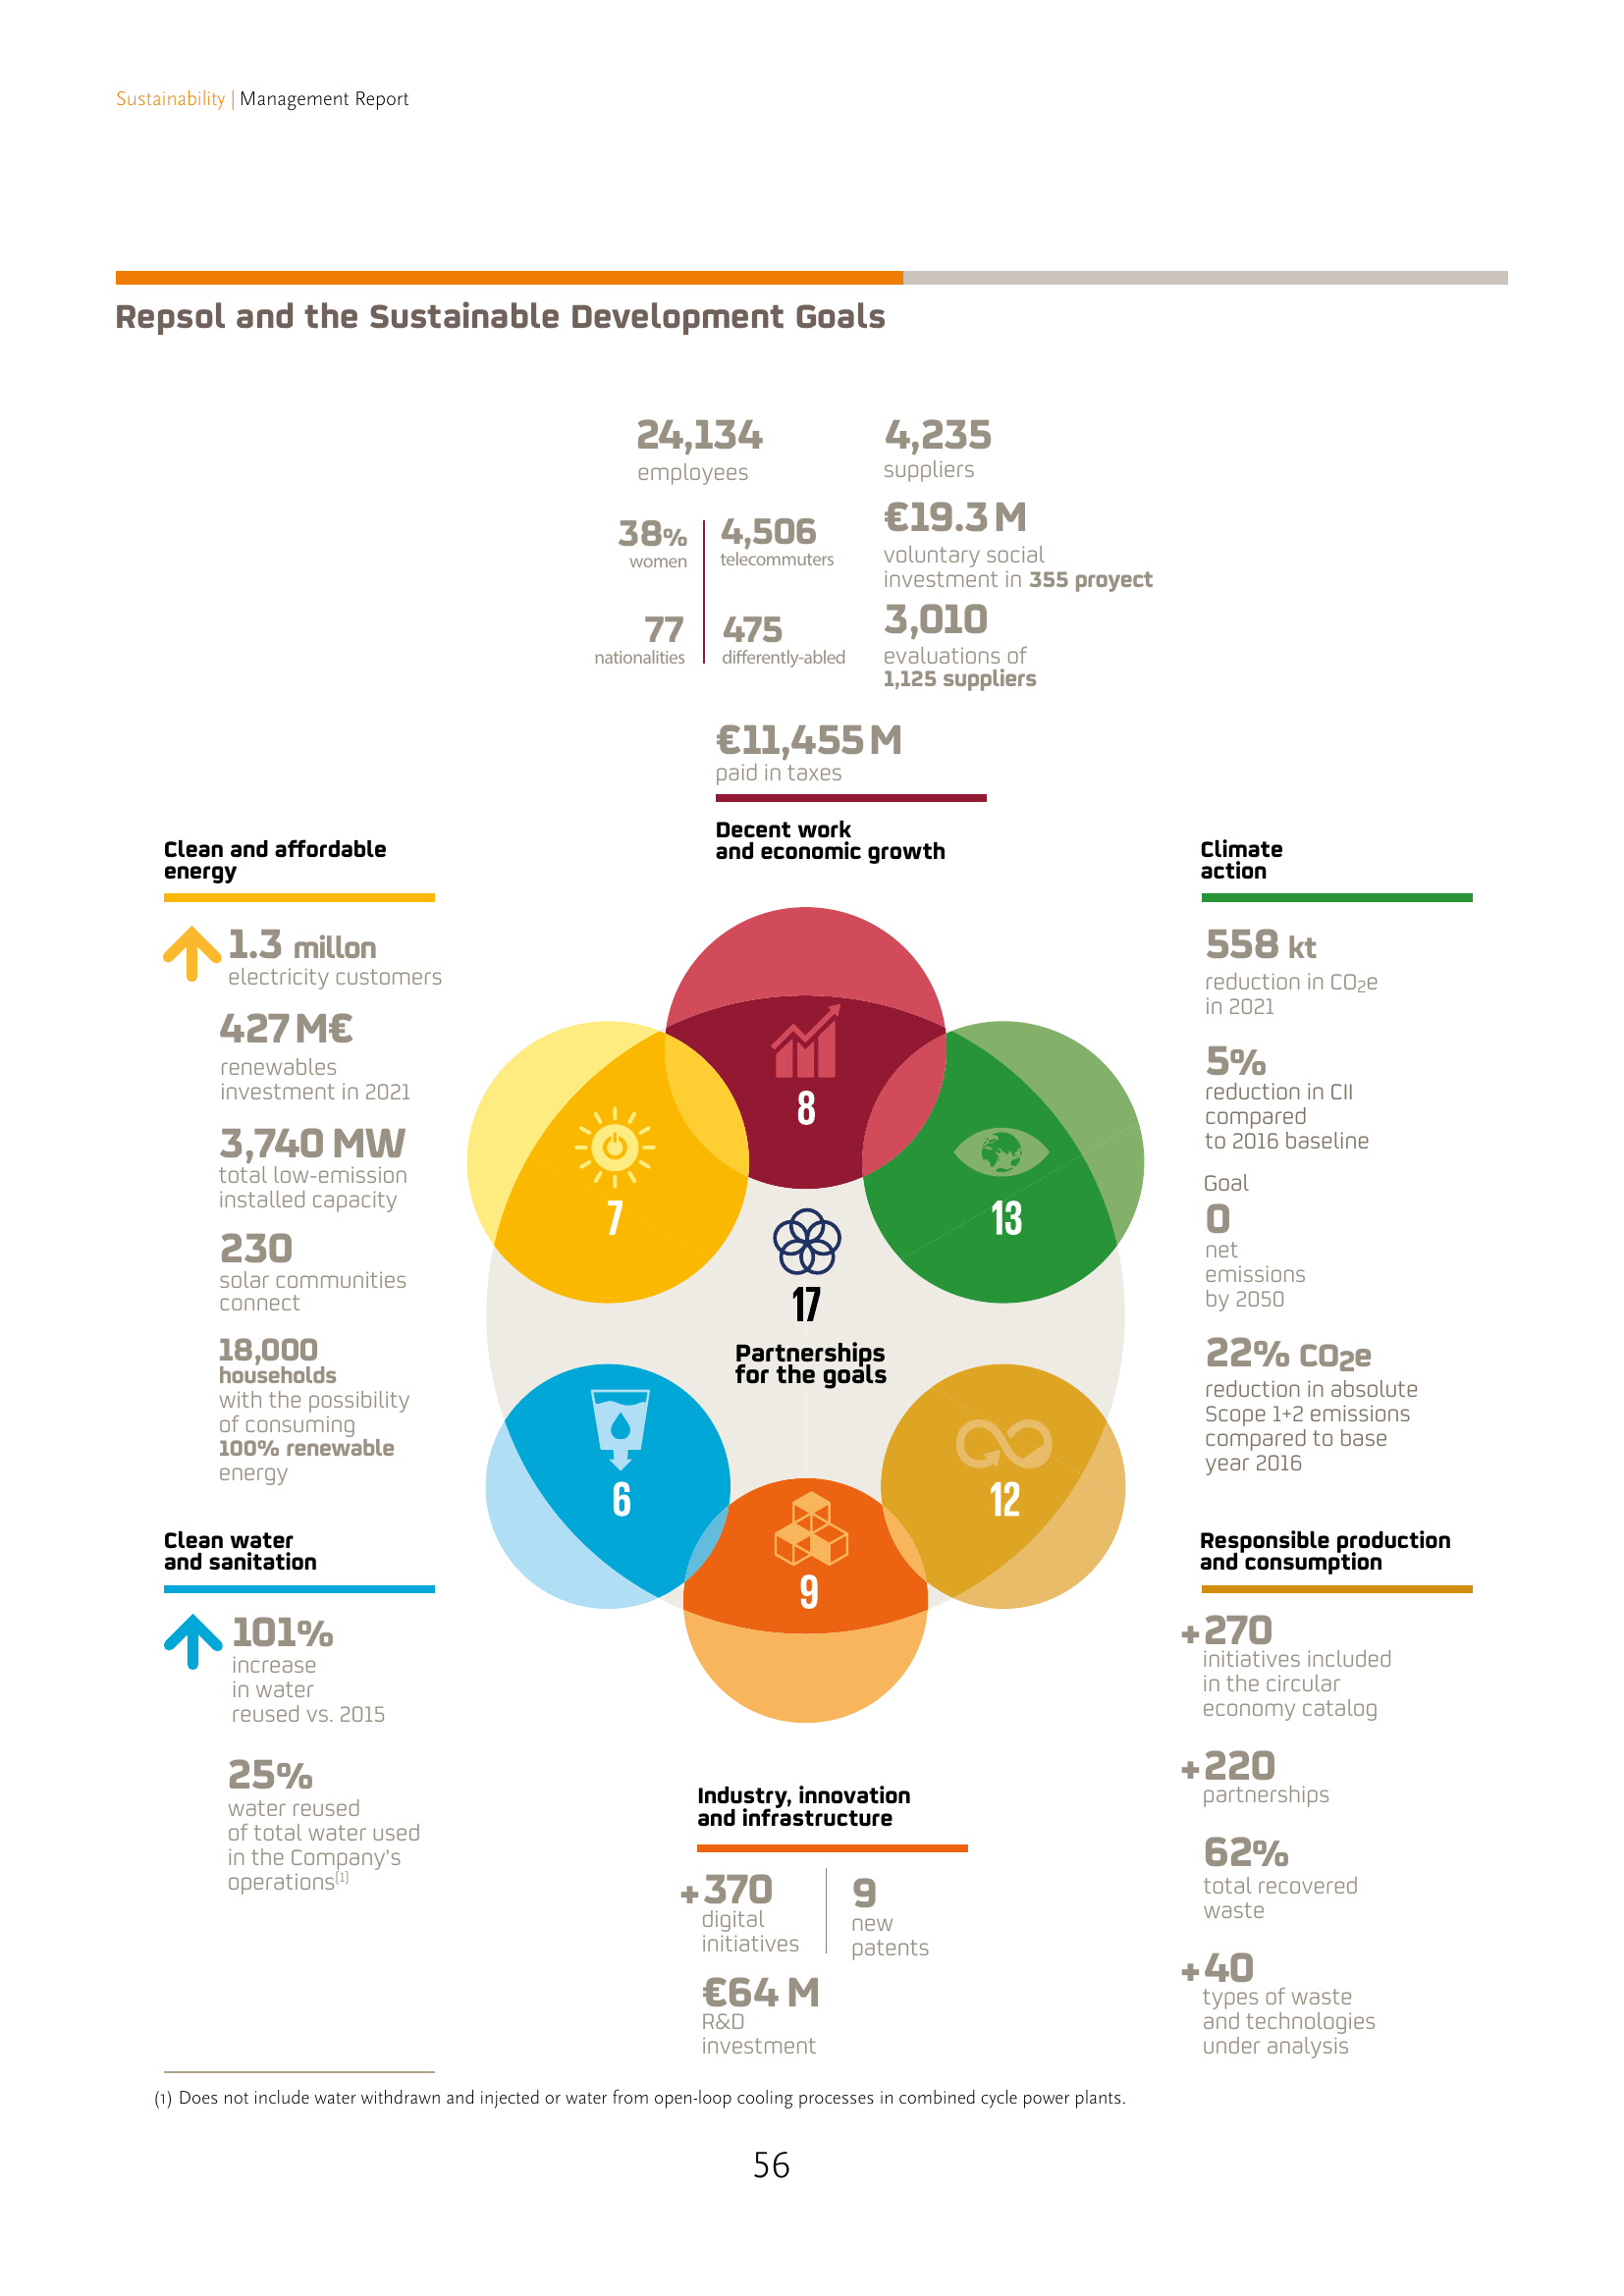 Sustainability | Management Report
Repsol and the Sustainable Development Goals
24,134
employees
38%
women
4,506
telecommuters
77
nationalities
475
differently-abled
4,235
suppliers
€19.3 M
voluntary social
investment in 355 proyect
3,010
evaluations of
1,125 suppliers
€11,455 M
paid in taxes
Decent work
and economic growth
Clean and affordable
energy
1.3 millon
electricity customers
427 M€
renewables
investment in 2021
3,740 MW
total low-emission
installed capacity
230
solar communities
connect
18,000
households
with the possibility
of consuming
100% renewable
energy
Clean water
and sanitation
101%
increase
in water
reused vs. 2015
25%
water reused
of total water used
in the Company's
operations(1)
8
7
13
17
Partnerships
for the goals
6
12
9
Industry, innovation
and infrastructure
+370
digital
initiatives
9
new
patents
€64 M
R&D
investment
Climate
action
558 kt
reduction in CO2e
in 2021
5%
reduction in CII
compared
to 2016 baseline
Goal
0
net
emissions
by 2050
22% CO2e
reduction in absolute
Scope 1+2 emissions
compared to base
year 2016
Responsible production
and consumption
+270
initiatives included
in the circular
economy catalog
+220
partnerships
62%
total recovered
waste
+40
types of waste
and technologies
under analysis
(1) Does not include water withdrawn and injected or water from open-loop cooling processes in combined cycle power plants.
56